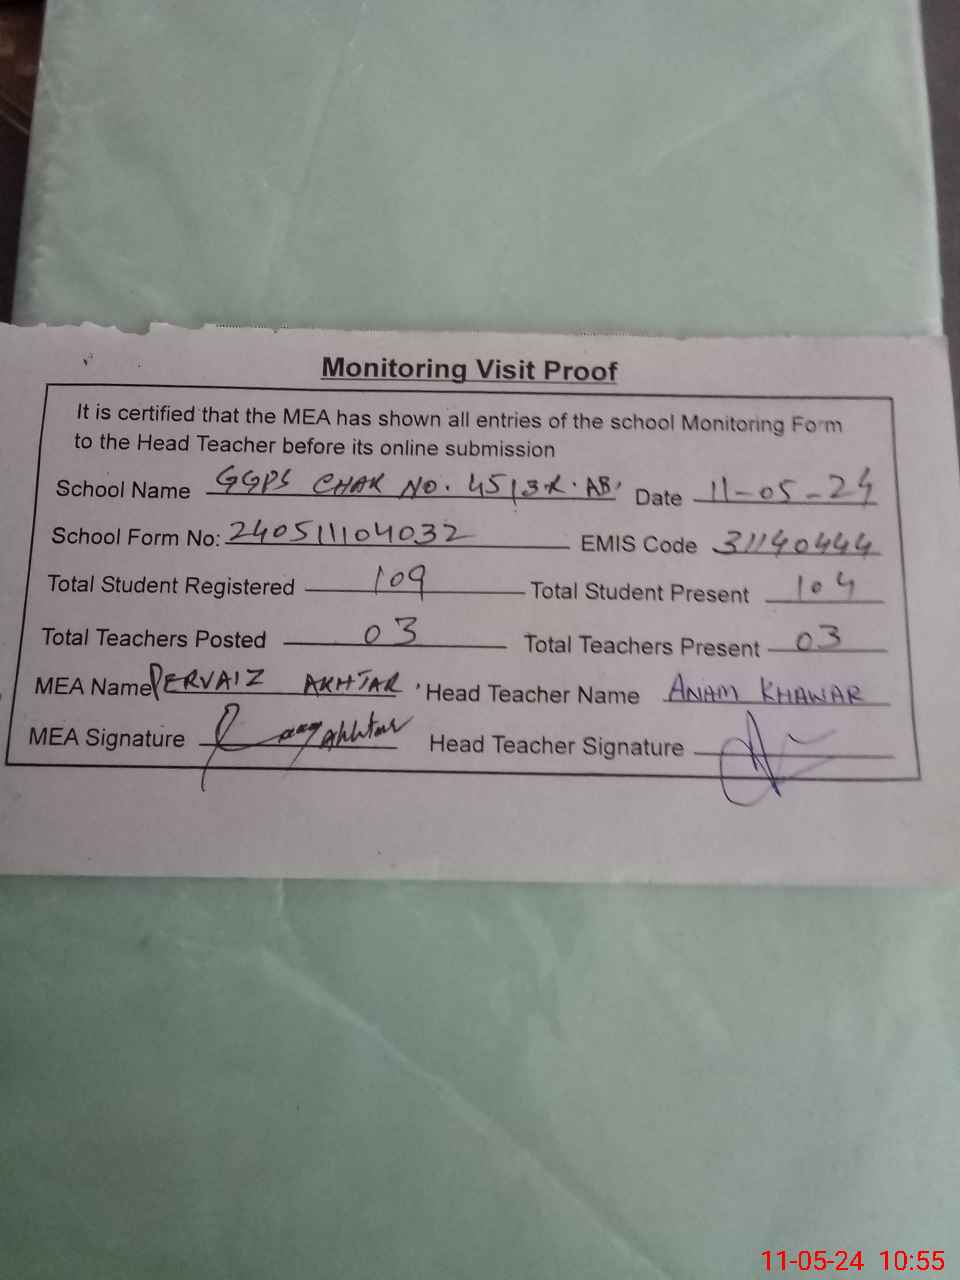 Monitoring Visit Proof
It is certified that the MEA has shown all entries of the school Monitoring Form
to the Head Teacher before its online submission
School Name GGPS CHAK NO. 45/3R. AB. Date 11-05-24
School Form No: 240511104032 EMIS Code 31140444
Total Student Registered 109 Total Student Present 104
Total Teachers Posted 03 Total Teachers Present 03
MEA Name PERVAIZ AKHTAR Head Teacher Name ANAM KHAWAR
MEA Signature Akhtar Head Teacher Signature
11-05-24 10:55